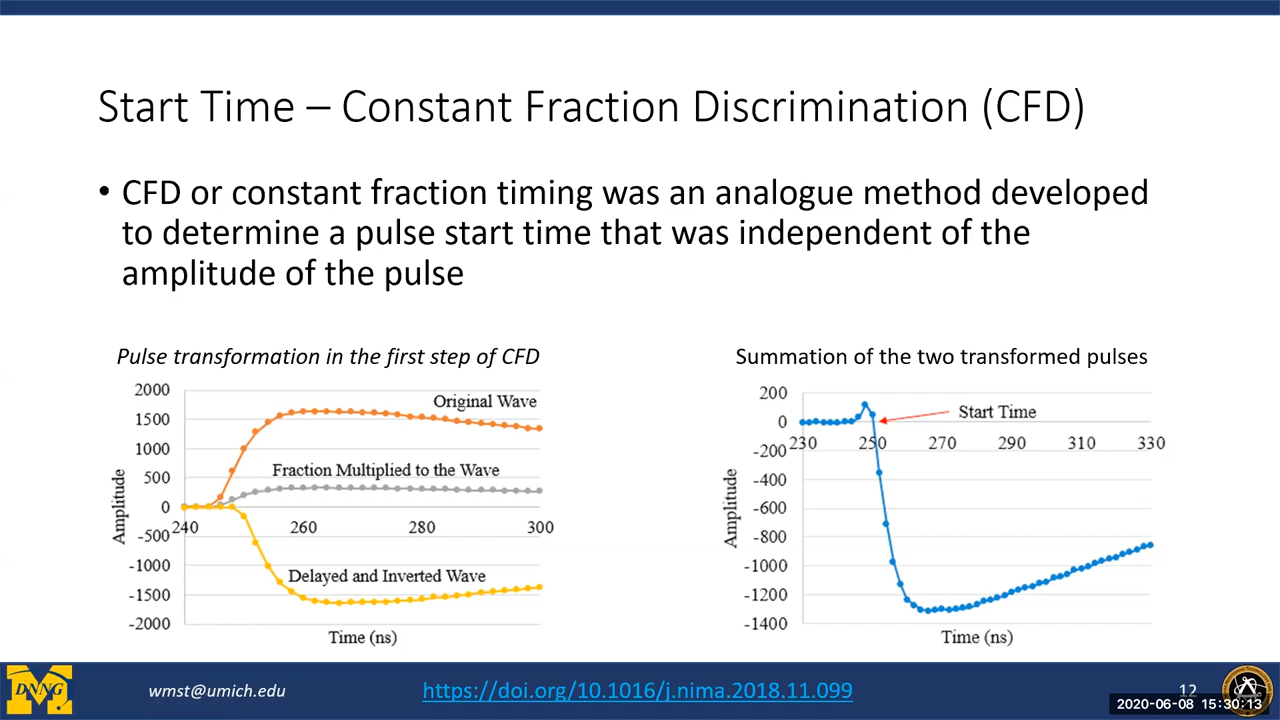 Start Time – Constant Fraction Discrimination (CFD)
• CFD or constant fraction timing was an analogue method developed
to determine a pulse start time that was independent of the
amplitude of the pulse
Pulse transformation in the first step of CFD
2000
1500
1000
500
0
-500
-1000
-1500
-2000
240
260
280
300
Original Wave
Fraction Multiplied to the Wave
Delayed and Inverted Wave
Amplitude
Time (ns)
Summation of the two transformed pulses
200
0
-200
-400
-600
-800
-1000
-1200
-1400
230
250
270
290
310
330
Start Time
Amplitude
Time (ns)
DNNG
wmst@umich.edu
https://doi.org/10.1016/j.nima.2018.11.099
12
2020-06-08 15:30:13